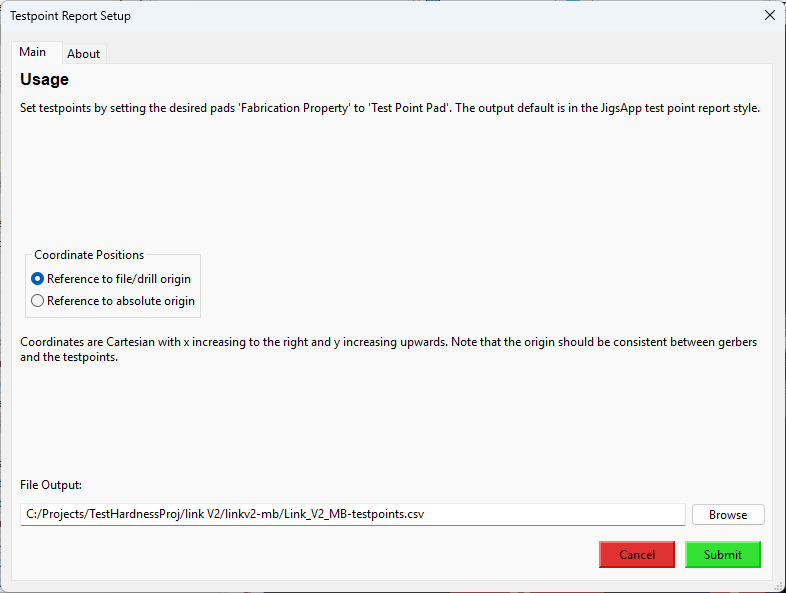 Testpoint Report Setup
Main
About
Usage
Set testpoints by setting the desired pads 'Fabrication Property' to 'Test Point Pad'. The output default is in the JigsApp test point report style.
Coordinate Positions
Reference to file/drill origin
Reference to absolute origin
Coordinates are Cartesian with x increasing to the right and y increasing upwards. Note that the origin should be consistent between gerbers
and the testpoints.
File Output:
C:/Projects/TestHardnessProj/link V2/linkv2-mb/Link_V2_MB-testpoints.csv
Browse
Cancel
Submit